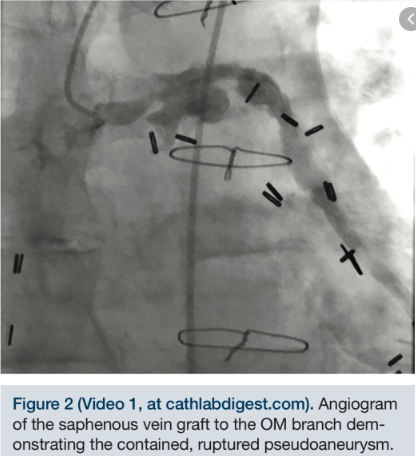 Figure 2 (Video 1, at cathlabdigest.com). Angiogram
of the saphenous vein graft to the OM branch dem-
onstrating the contained, ruptured pseudoaneurysm.